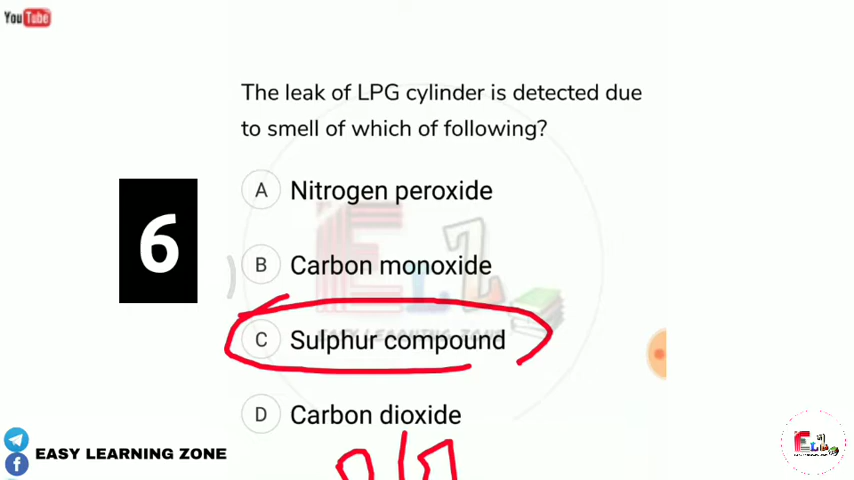 YouTube
The leak of LPG cylinder is detected due
to smell of which of following?
6
A Nitrogen peroxide
B Carbon monoxide
C Sulphur compound
D Carbon dioxide
EASY LEARNING ZONE